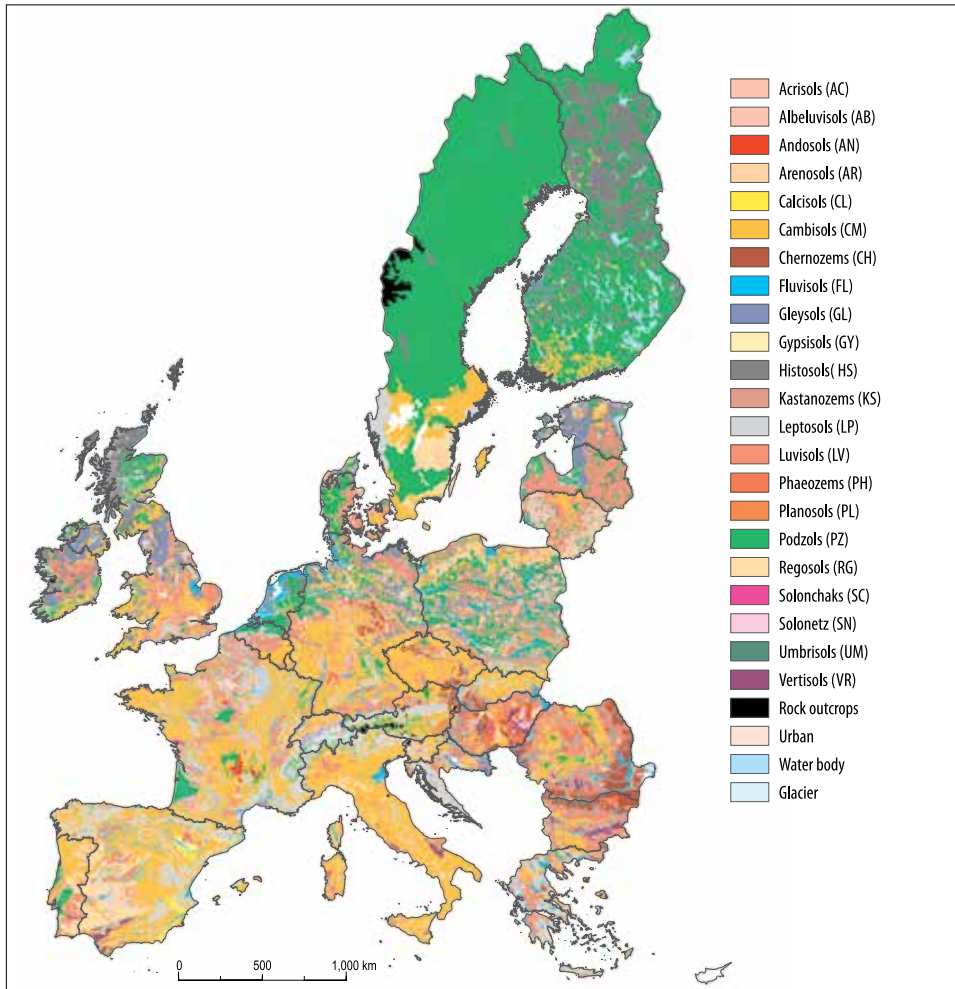 Acrisols (AC)
Albeluvisols (AB)
Andosols (AN)
Arenosols (AR)
Calcisols (CL)
Cambisols (CM)
Chernozems (CH)
Fluvisols (FL)
Gleysols (GL)
Gypsisols (GY)
Histosols( HS)
Kastanozems (KS)
Leptosols (LP)
Luvisols (LV)
Phaeozems (PH)
Planosols (PL)
Podzols (PZ)
Regosols (RG)
Solonchaks (SC)
Solonetz (SN)
Umbrisols (UM)
Vertisols (VR)
Rock outcrops
Urban
Water body
Glacier
0 500 1,000 km